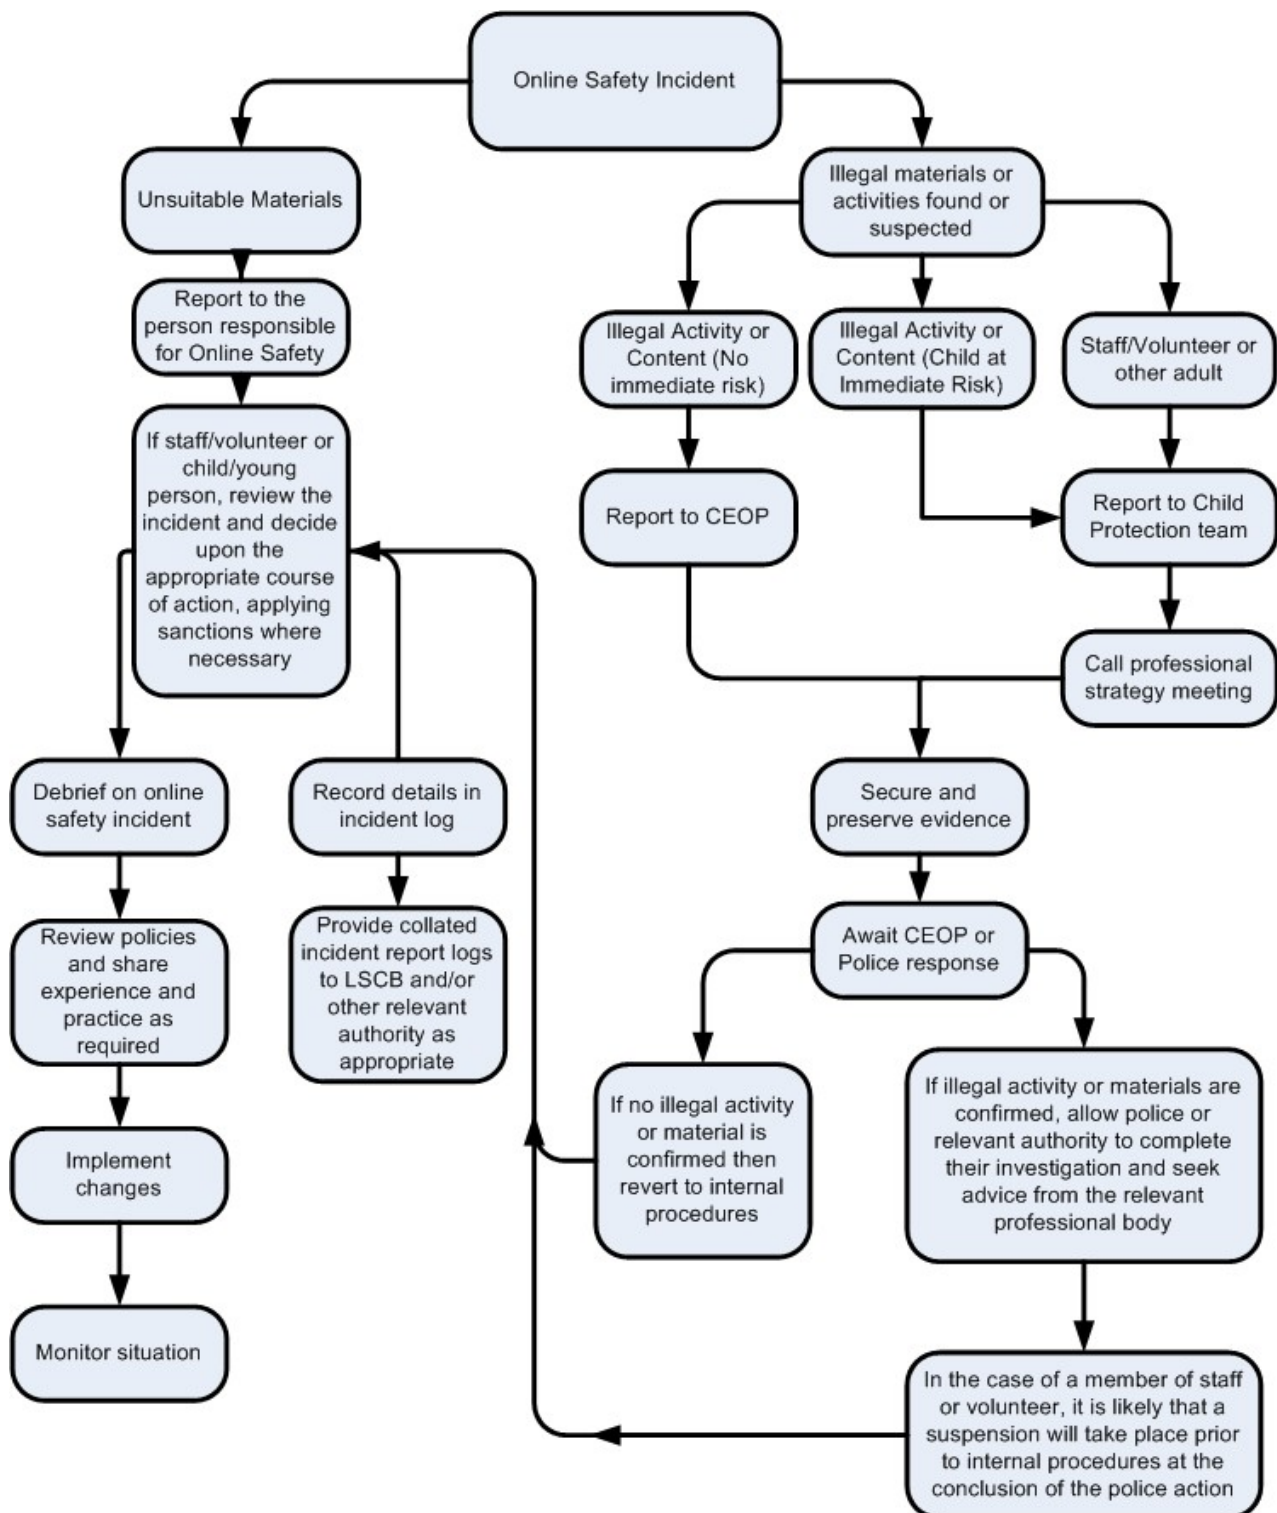 Online Safety Incident
Unsuitable Materials
Illegal materials or
activities found or
suspected
Report to the
person responsible
for Online Safety
Illegal Activity or
Content (No
immediate risk)
Illegal Activity or
Content (Child at
Immediate Risk)
Staff/Volunteer or
other adult
If staff/volunteer or
child/young
person, review the
incident and decide
upon the
appropriate course
of action, applying
sanctions where
necessary
Report to CEOP
Report to Child
Protection team
Call professional
strategy meeting
Debrief on online
safety incident
Record details in
incident log
Secure and
preserve evidence
Review policies
and share
experience and
practice as
required
Provide collated
incident report logs
to LSCB and/or
other relevant
authority as
appropriate
Await CEOP or
Police response
If no illegal activity
or material is
confirmed then
revert to internal
procedures
If illegal activity or materials are
confirmed, allow police or
relevant authority to complete
their investigation and seek
advice from the relevant
professional body
Implement
changes
Monitor situation
In the case of a member of staff
or volunteer, it is likely that a
suspension will take place prior
to internal procedures at the
conclusion of the police action